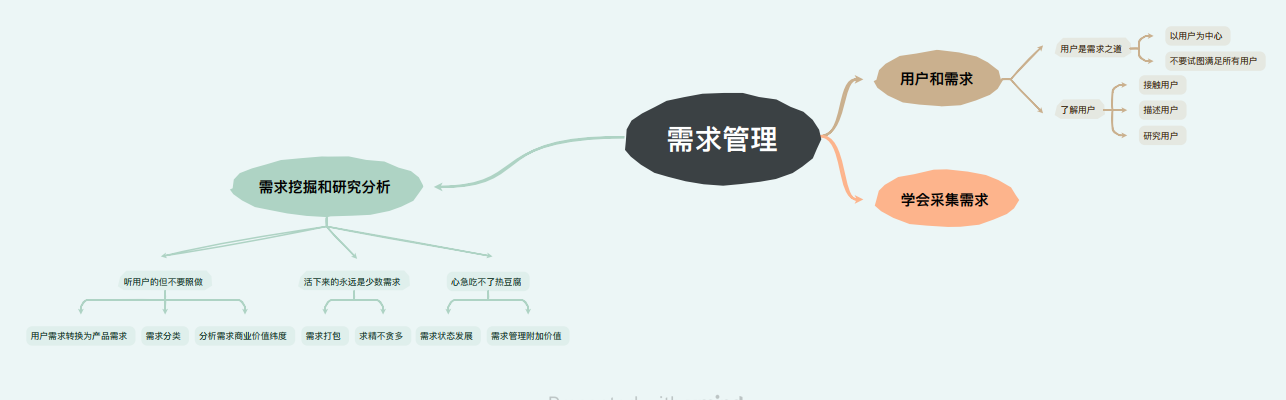 需求管理
用户和需求
用户是需求之道
以用户为中心
不要试图满足所有用户
了解用户
接触用户
描述用户
研究用户
学会采集需求
需求挖掘和研究分析
听用户的但不要照做
用户需求转换为产品需求
需求分类
分析需求商业价值纬度
活下来的永远是少数需求
需求打包
求精不贪多
心急吃不了热豆腐
需求状态发展
需求管理附加价值